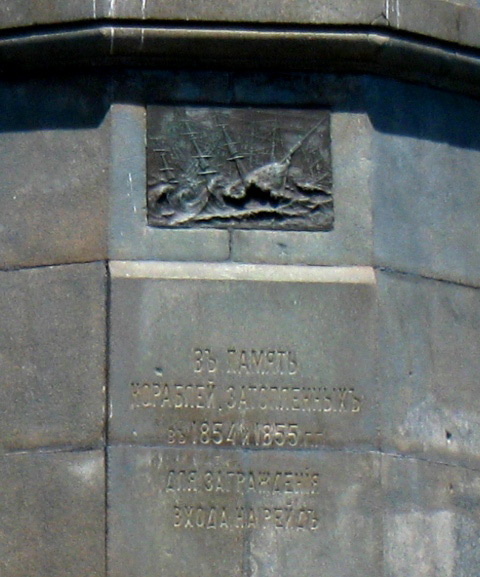 ВЪ ПАМЯТЬ
КОРАБЛЕЙ, ЗАТОПЛЕННЫХЪ
въ 1854 и 1855 гг.
ДЛЯ ЗАГРАЖДЕНІЯ
ВХОДА НА РЕЙДЪ